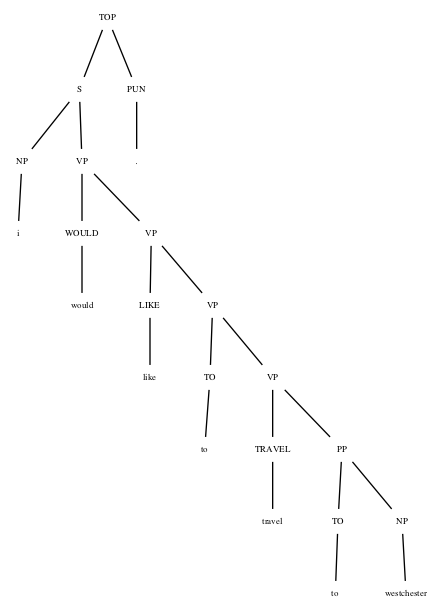 TOP
S PUN
NP VP .
i WOULD VP
would LIKE VP
like TO VP
to TRAVEL PP
travel TO NP
to westchester